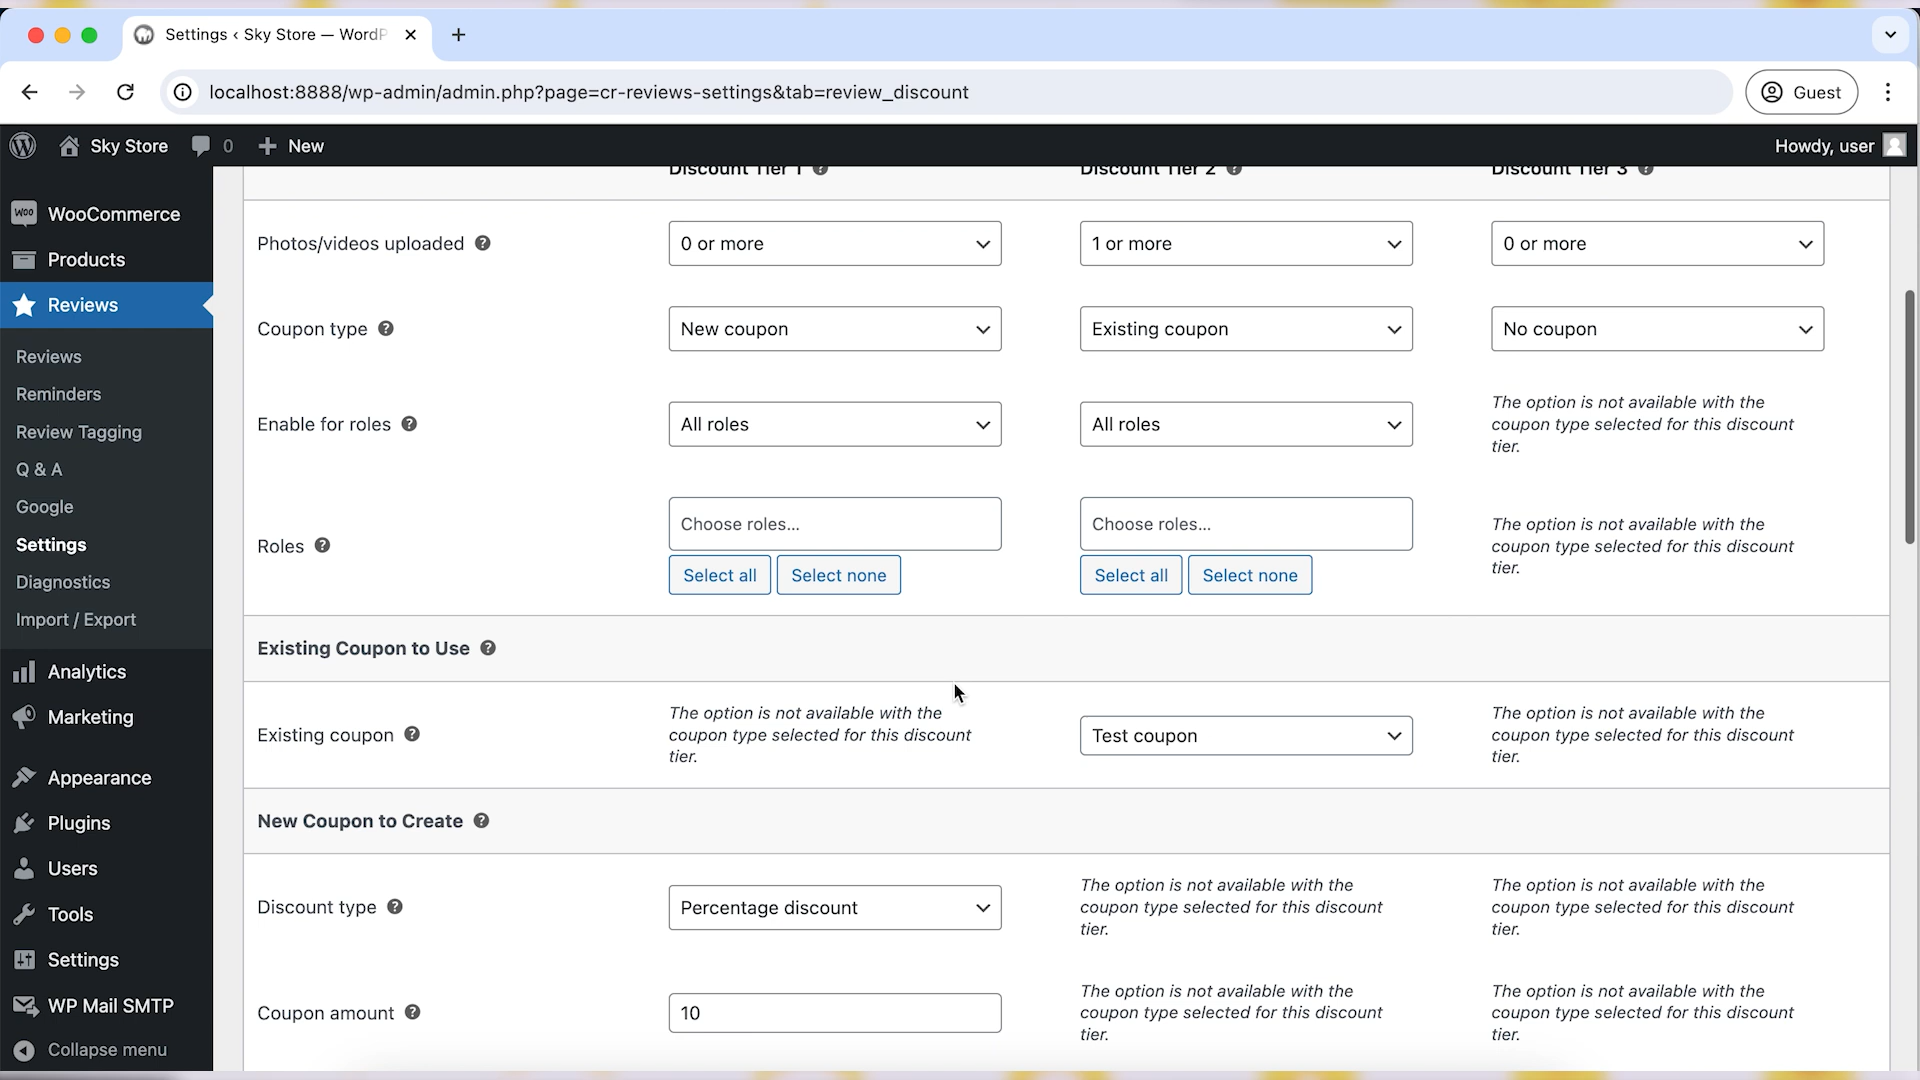 Settings ‹ Sky Store — WordP
localhost:8888/wp-admin/admin.php?page=cr-reviews-settings&tab=review_discount
Guest
Sky Store
0
New
Howdy, user
WooCommerce
Products
Reviews
Reviews
Reminders
Review Tagging
Q & A
Google
Settings
Diagnostics
Import / Export
Analytics
Marketing
Appearance
Plugins
Users
Tools
Settings
WP Mail SMTP
Collapse menu
Discount Tier 1 ?
Discount Tier 2 ?
Discount Tier 3 ?
Photos/videos uploaded ?
0 or more
1 or more
0 or more
Coupon type ?
New coupon
Existing coupon
No coupon
Enable for roles ?
All roles
All roles
The option is not available with the
coupon type selected for this discount
tier.
Roles ?
Choose roles...
Select all
Select none
Choose roles...
Select all
Select none
The option is not available with the
coupon type selected for this discount
tier.
Existing Coupon to Use ?
Existing coupon ?
The option is not available with the
coupon type selected for this discount
tier.
Test coupon
The option is not available with the
coupon type selected for this discount
tier.
New Coupon to Create ?
Discount type ?
Percentage discount
The option is not available with the
coupon type selected for this discount
tier.
The option is not available with the
coupon type selected for this discount
tier.
Coupon amount ?
10
The option is not available with the
coupon type selected for this discount
tier.
The option is not available with the
coupon type selected for this discount
tier.